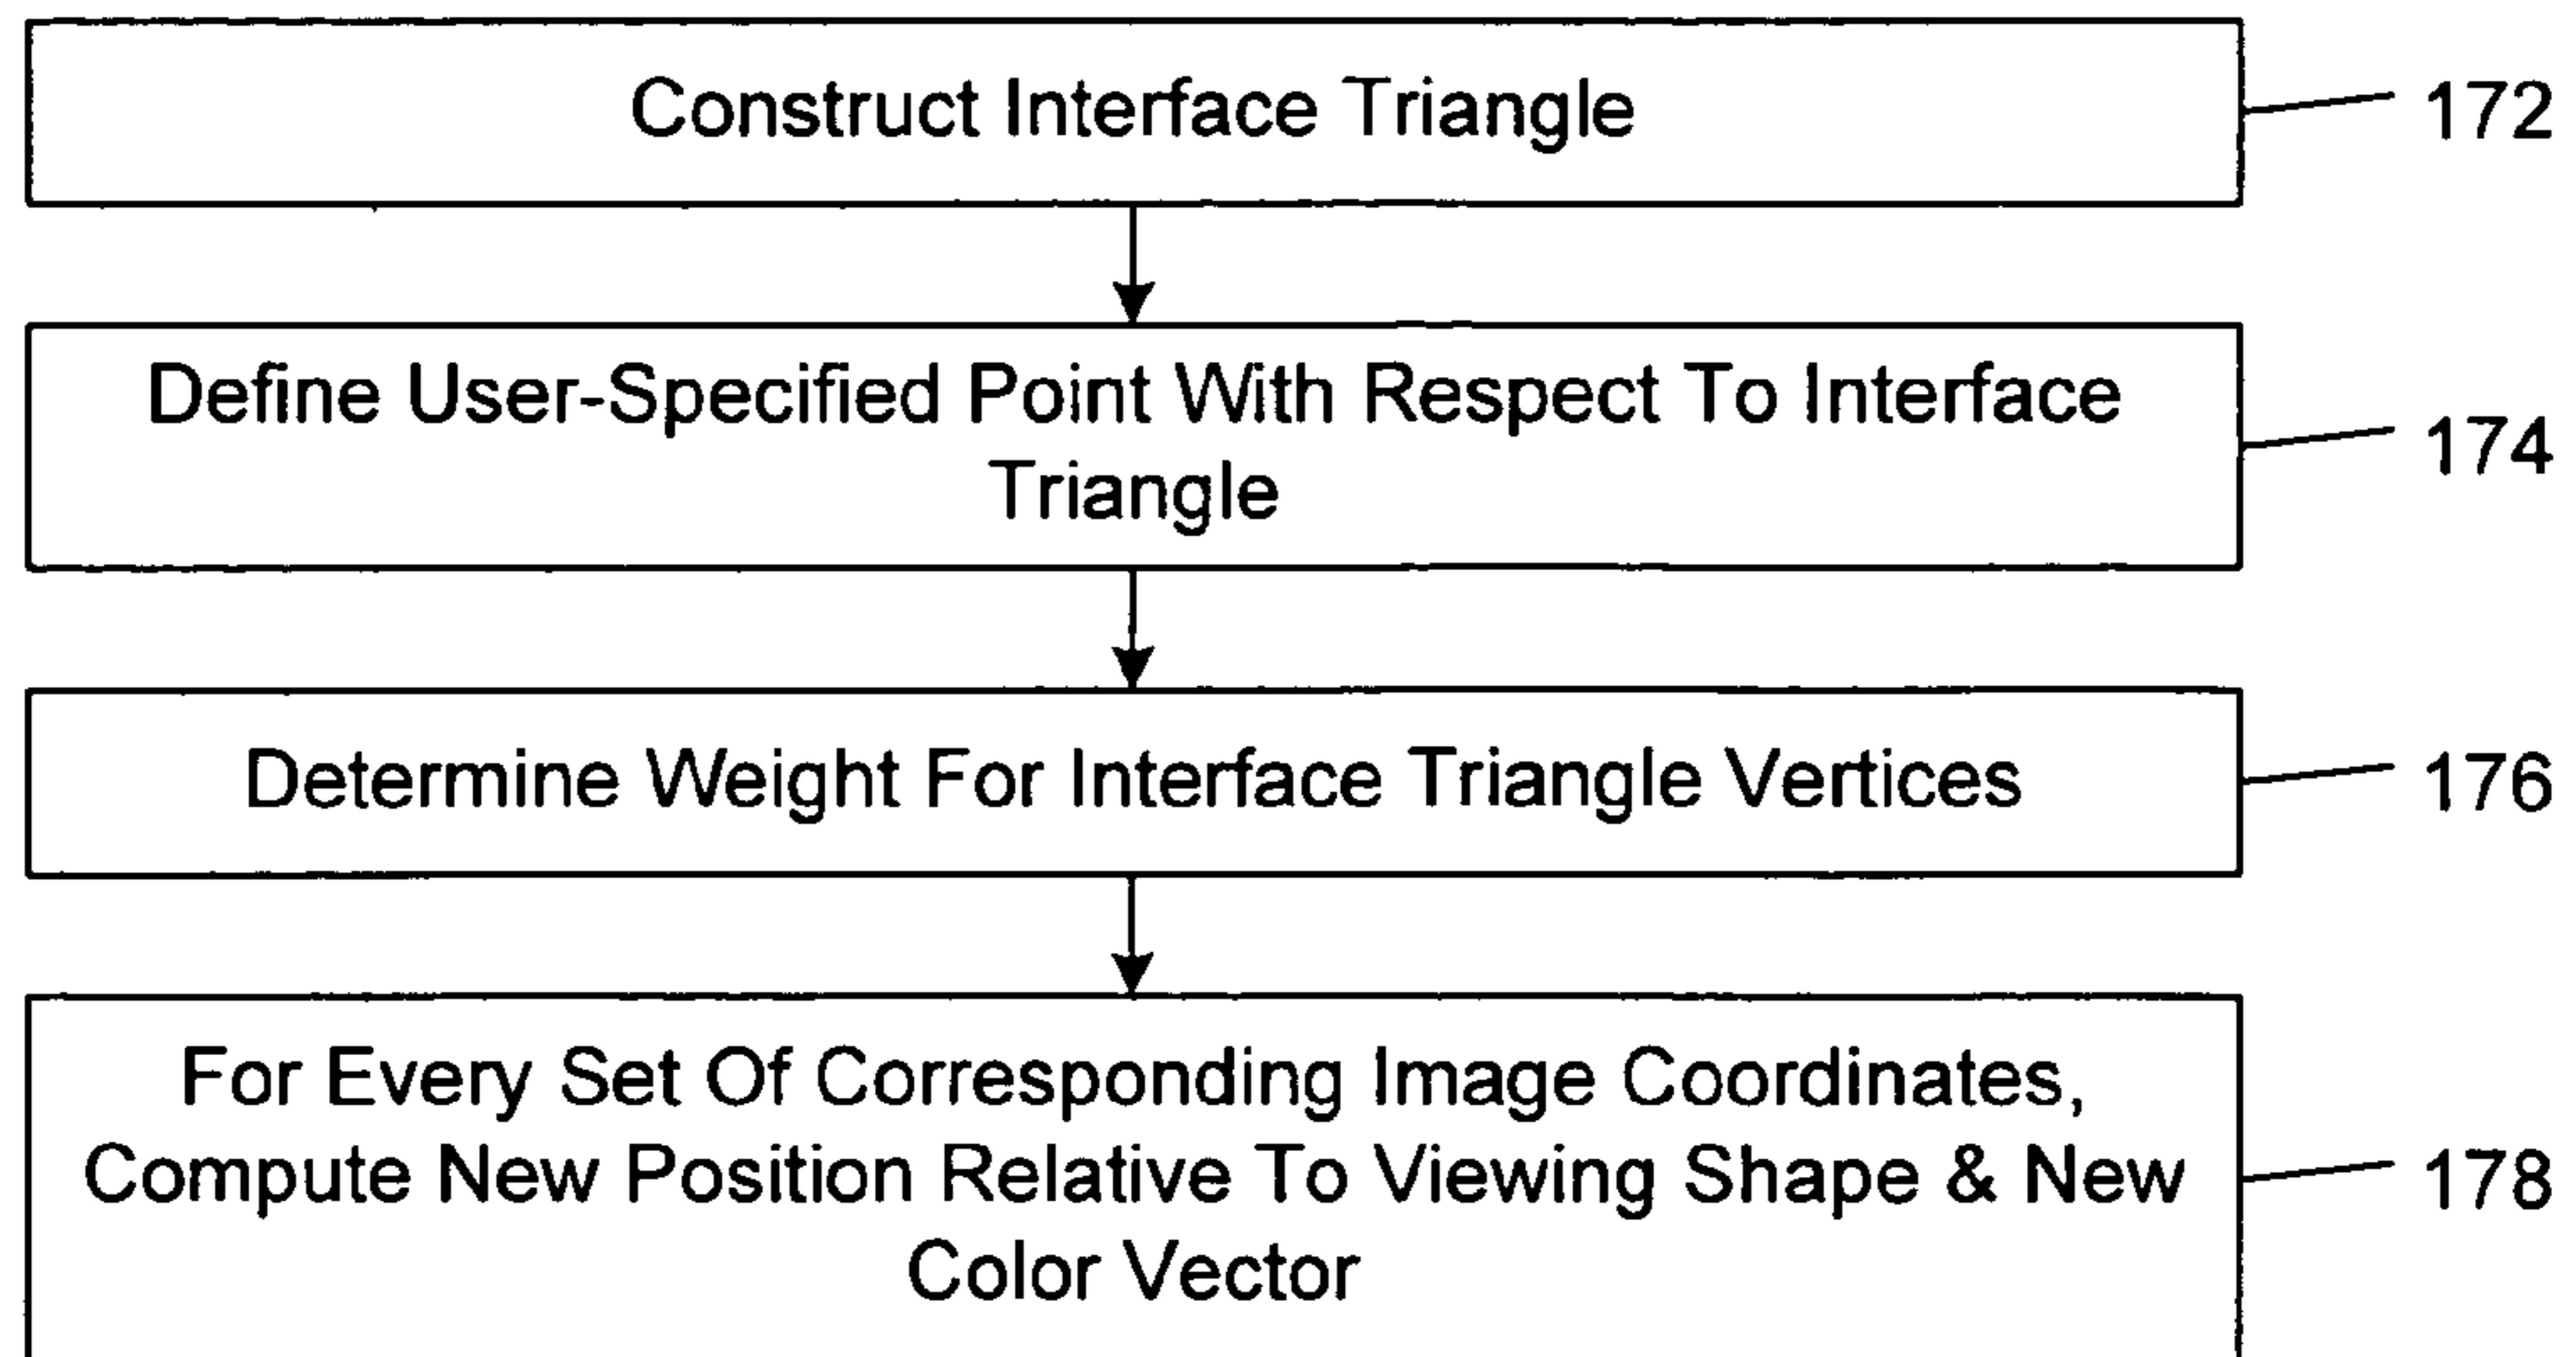 Construct Interface Triangle
172
Define User-Specified Point With Respect To Interface
Triangle
174
Determine Weight For Interface Triangle Vertices
176
For Every Set Of Corresponding Image Coordinates,
Compute New Position Relative To Viewing Shape & New
Color Vector
178